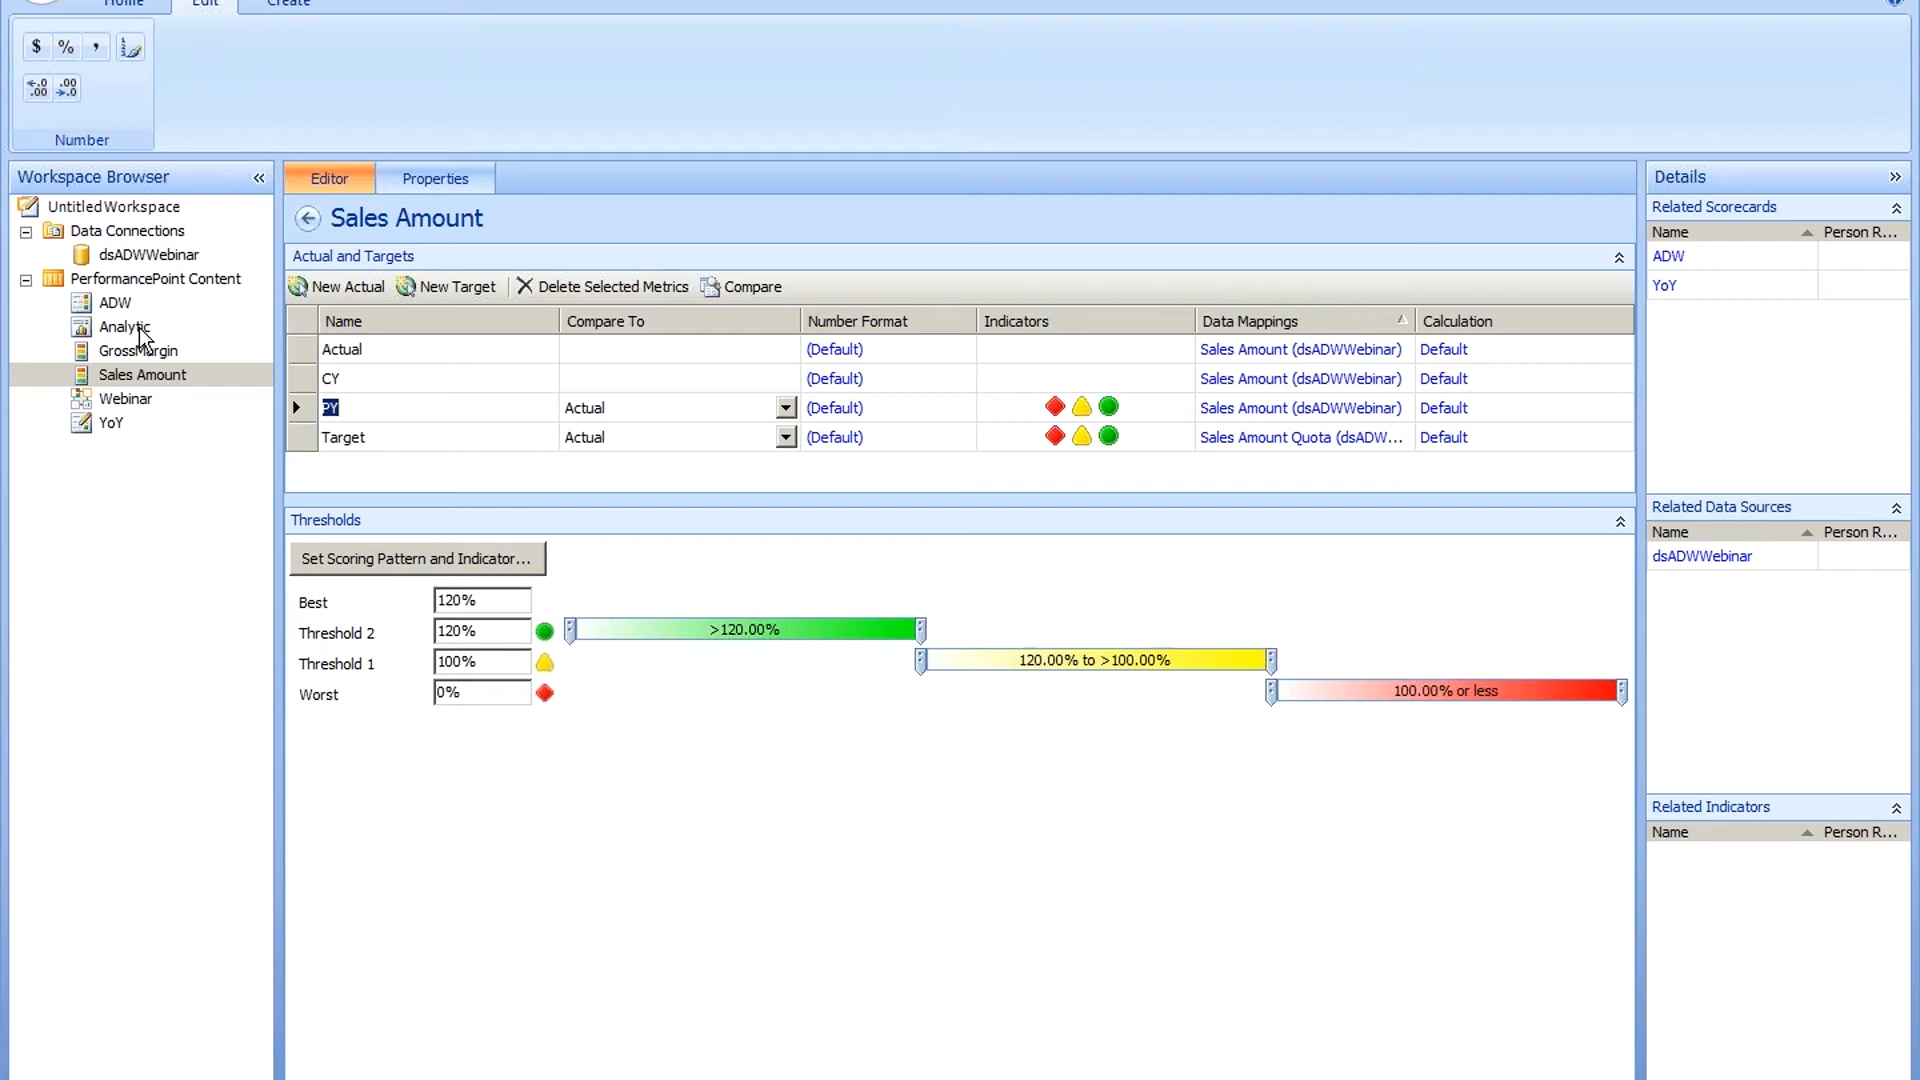 Home Edit Create
$ % ,
Number
Workspace Browser
Untitled Workspace
Data Connections
dsADWWebinar
PerformancePoint Content
ADW
Analytic
GrossMargin
Sales Amount
Webinar
YoY
Editor Properties
Sales Amount
Actual and Targets
New Actual New Target Delete Selected Metrics Compare
Name Compare To Number Format Indicators Data Mappings Calculation
Actual (Default) Sales Amount (dsADWWebinar) Default
CY (Default) Sales Amount (dsADWWebinar) Default
PY Actual (Default) Sales Amount (dsADWWebinar) Default
Target Actual (Default) Sales Amount Quota (dsADW... Default
Thresholds
Set Scoring Pattern and Indicator...
Best 120%
Threshold 2 120% >120.00%
Threshold 1 100% 120.00% to >100.00%
Worst 0% 100.00% or less
Details
Related Scorecards
Name Person R...
ADW
YoY
Related Data Sources
Name Person R...
dsADWWebinar
Related Indicators
Name Person R...